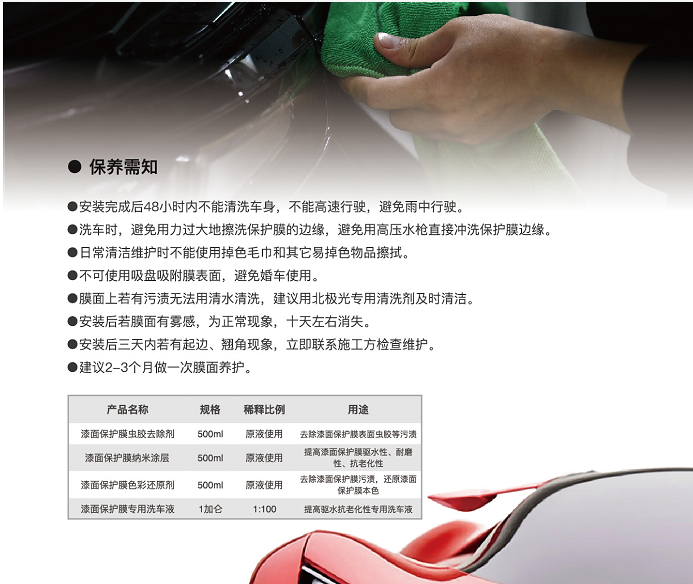 ● 保养需知
●安装完成后48小时内不能清洗车身，不能高速行驶，避免雨中行驶。
●洗车时，避免用力过大地擦洗保护膜的边缘，避免用高压水枪直接冲洗保护膜边缘。
●日常清洁维护时不能使用掉色毛巾和其它易掉色物品擦拭。
●不可使用吸盘吸附膜表面，避免婚车使用。
●膜面上若有污渍无法用清水清洗，建议用北极光专用清洗剂及时清洁。
●安装后若膜面有雾感，为正常现象，十天左右消失。
●安装后三天内若有起边、翘角现象，立即联系施工方检查维护。
●建议2-3个月做一次膜面养护。
产品名称 规格 稀释比例 用途
漆面保护膜虫胶去除剂 500ml 原液使用 去除漆面保护膜表面虫胶等污渍
漆面保护膜纳米涂层 500ml 原液使用 提高漆面保护膜驱水性、耐磨
性、抗老化性
漆面保护膜色彩还原剂 500ml 原液使用 去除漆面保护膜污渍，还原漆面
保护膜本色
漆面保护膜专用洗车液 1加仑 1:100 提高驱水抗老化性专用洗车液